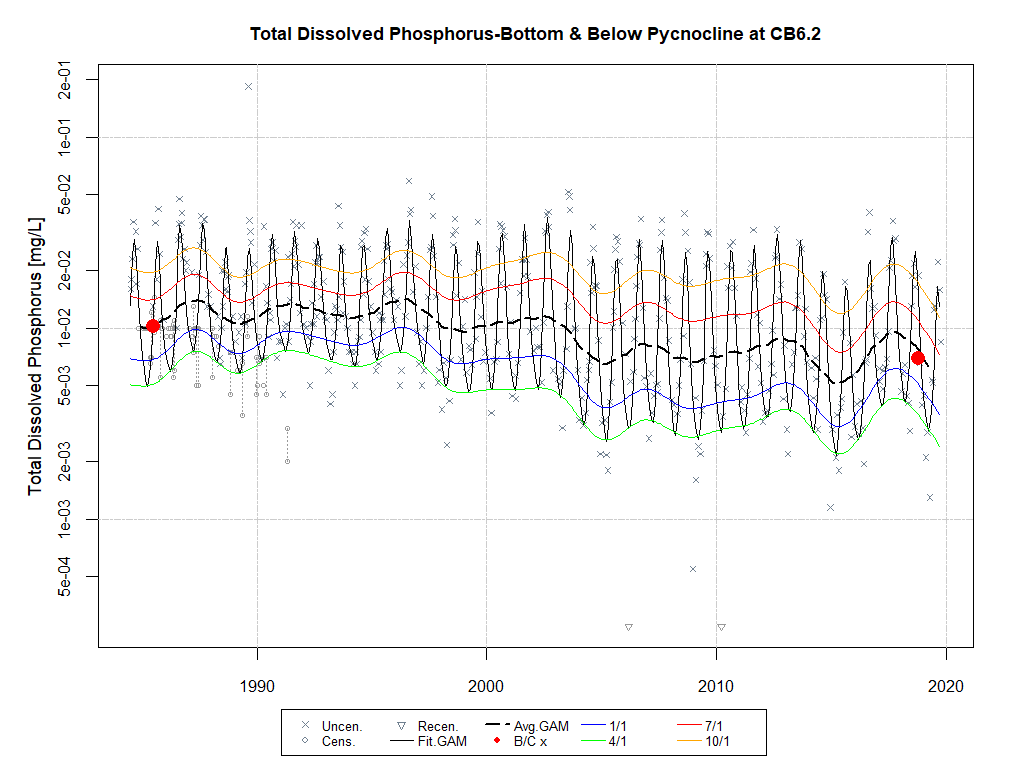 Total Dissolved Phosphorus-Bottom & Below Pycnocline at CB6.2
Total Dissolved Phosphorus [mg/L]
2e-01
1e-01
5e-02
2e-02
1e-02
5e-03
2e-03
1e-03
5e-04
1990 2000 2010 2020
Uncen. Recen. Avg.GAM 1/1 7/1
Cens. Fit.GAM B/C x 4/1 10/1